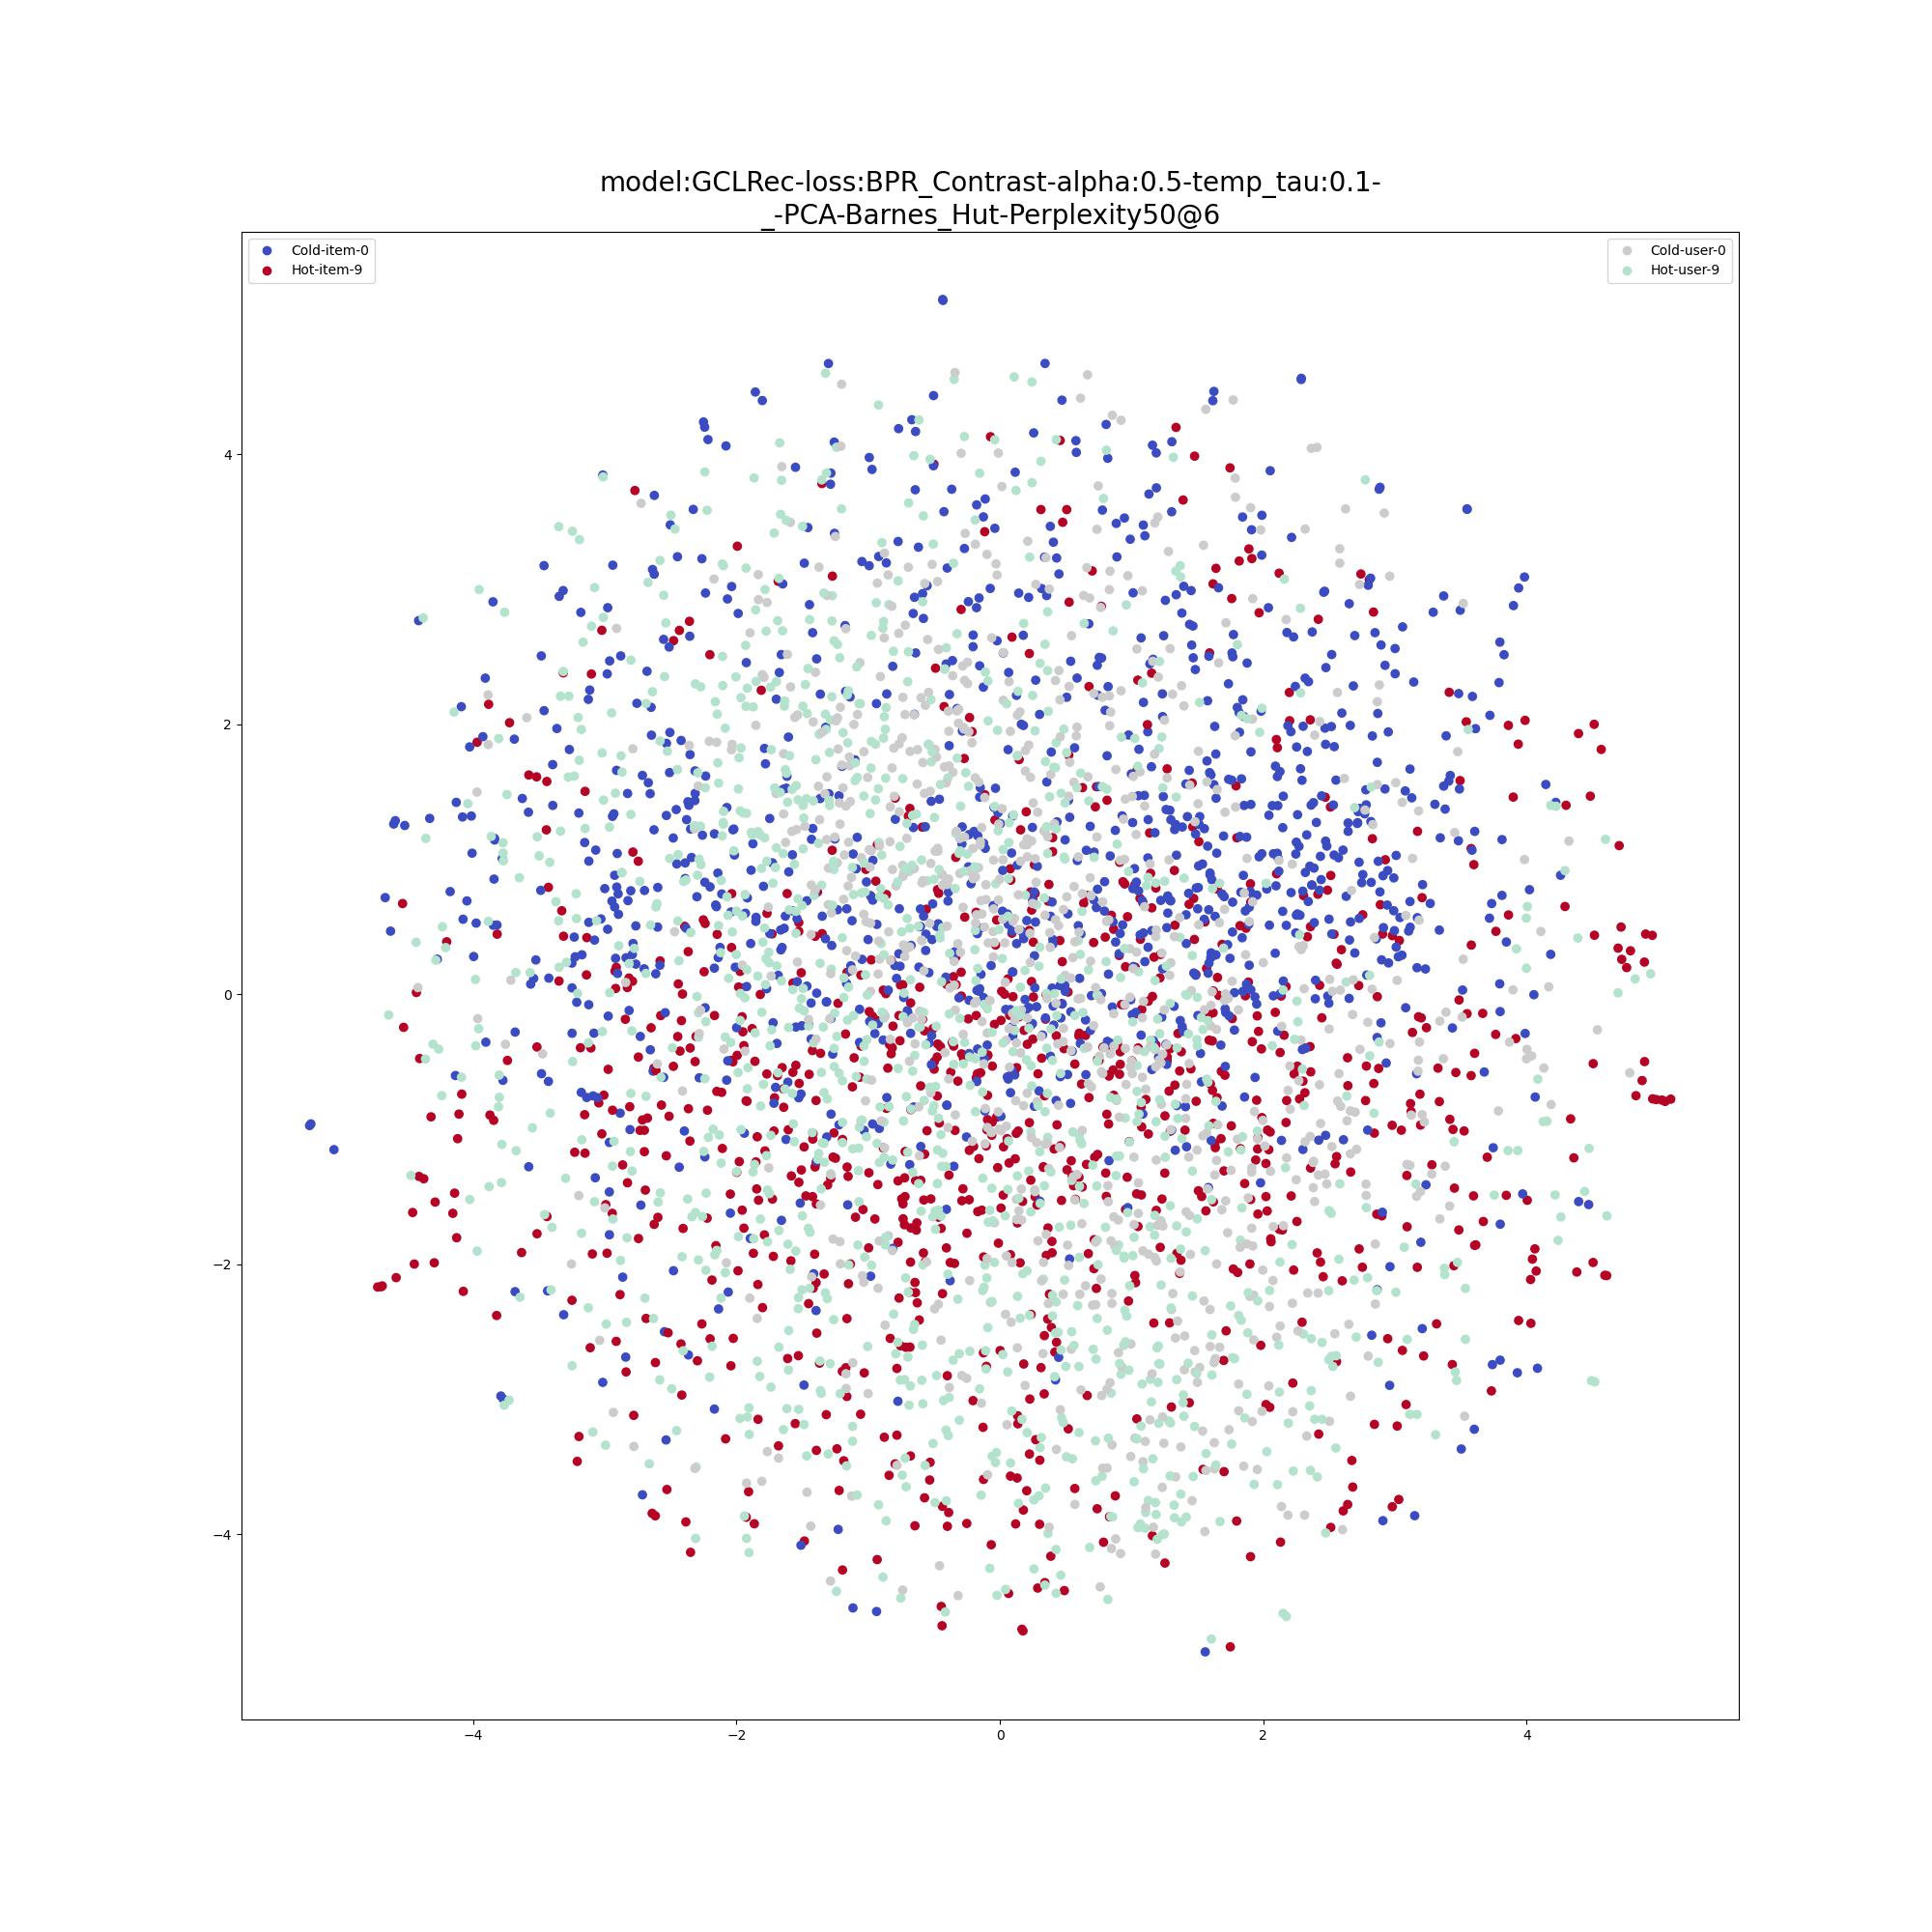 model:GCLRec-loss:BPR_Contrast-alpha:0.5-temp_tau:0.1-
_-PCA-Barnes_Hut-Perplexity50@6
Cold-item-0
Hot-item-9
Cold-user-0
Hot-user-9
4
2
0
−2
−4
−4
−2
0
2
4